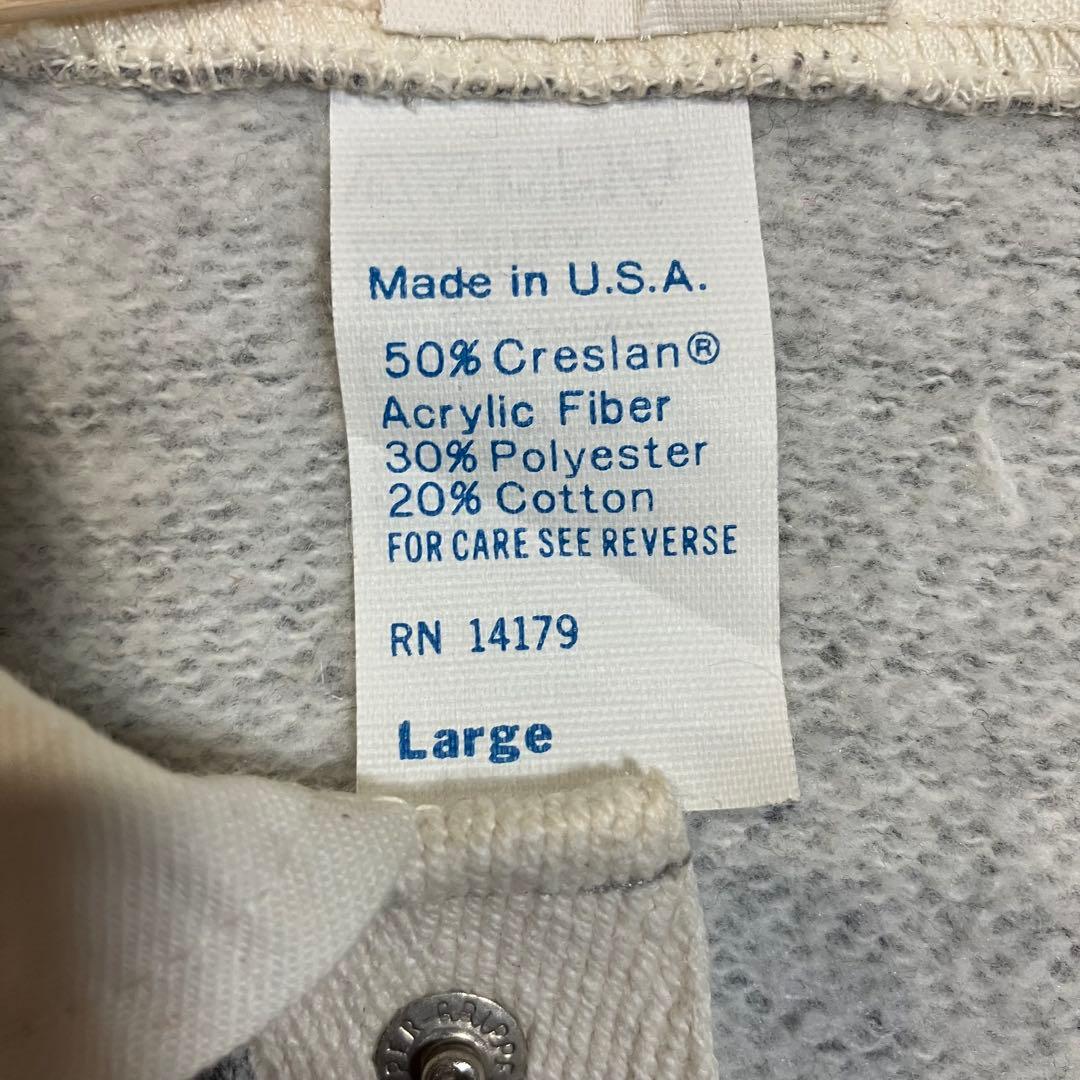 Made in U.S.A.
50% Creslan®
Acrylic Fiber
30% Polyester
20% Cotton
FOR CARE SEE REVERSE
RN 14179
Large